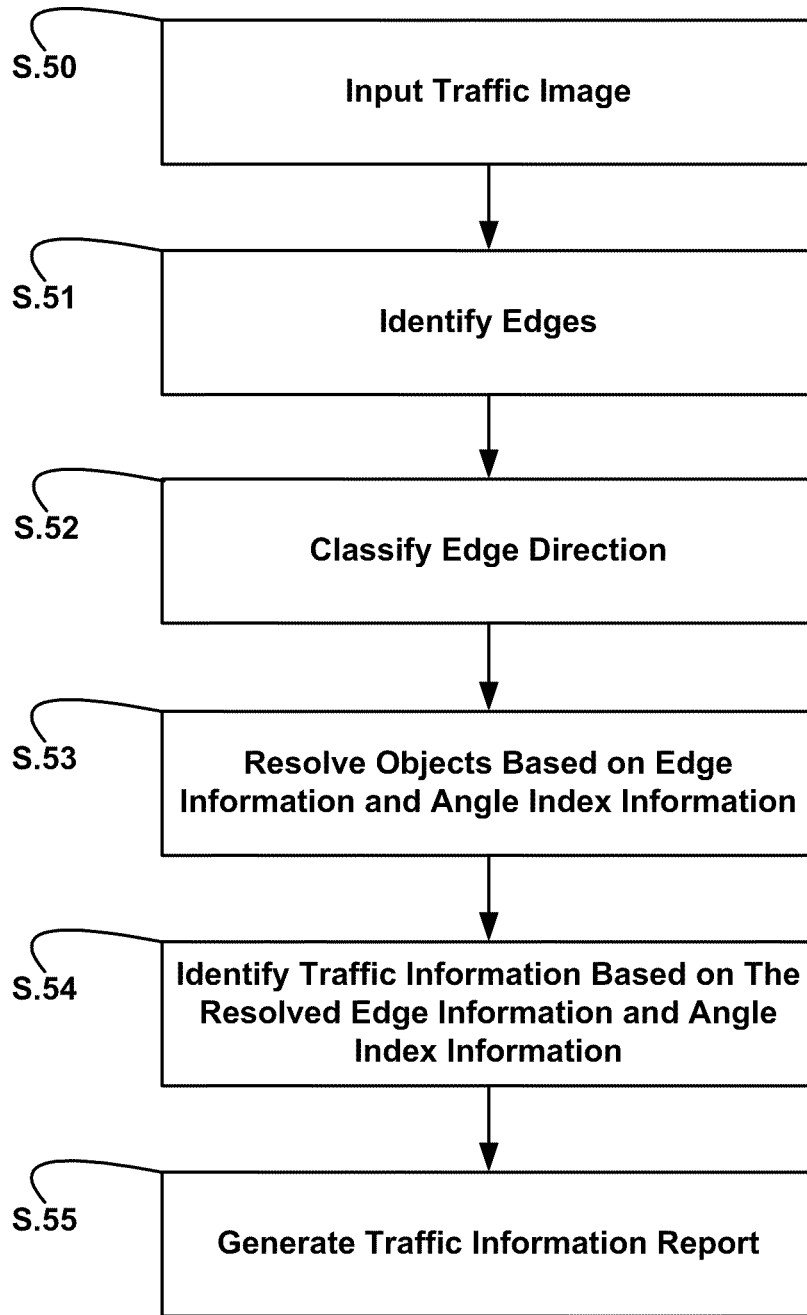 S.50
Input Traffic Image
S.51
Identify Edges
S.52
Classify Edge Direction
S.53
Resolve Objects Based on Edge
Information and Angle Index Information
S.54
Identify Traffic Information Based on The
Resolved Edge Information and Angle
Index Information
S.55
Generate Traffic Information Report